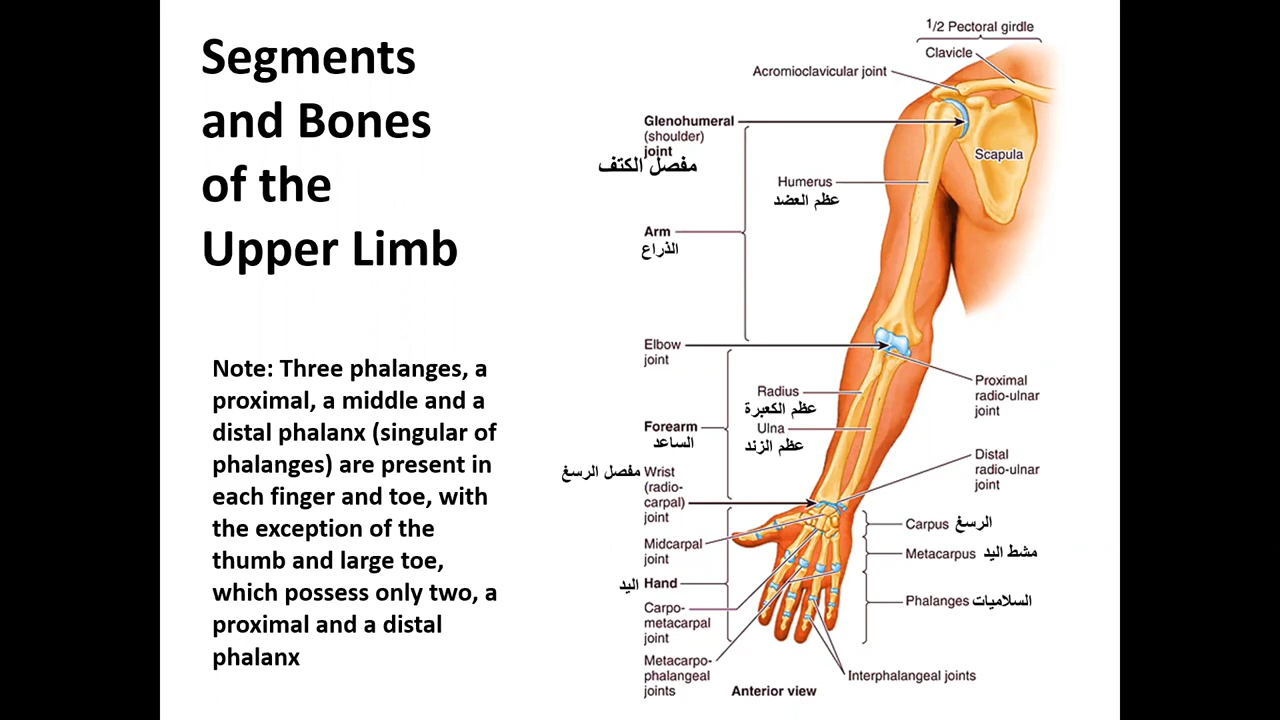 Segments
and Bones
of the
Upper Limb
Note: Three phalanges, a
proximal, a middle and a
distal phalanx (singular of
phalanges) are present in
each finger and toe, with
the exception of the
thumb and large toe,
which possess only two, a
proximal and a distal
phalanx
1/2 Pectoral girdle
Clavicle
Acromioclavicular joint
Glenohumeral
(shoulder)
joint
مفصل الكتف
Scapula
Humerus
عظم العضد
Arm
الذراع
Elbow
joint
Proximal
radio-ulnar
joint
Radius
عظم الكعبرة
Forearm
الساعد
Ulna
عظم الزند
Distal
radio-ulnar
joint
مفصل الرسغ
Wrist
(radio-
carpal)
joint
Carpus الرسغ
Midcarpal
joint
Metacarpus مشط اليد
Hand اليد
Phalanges السلاميات
Carpo-
metacarpal
joint
Metacarpo-
phalangeal
joints
Interphalangeal joints
Anterior view